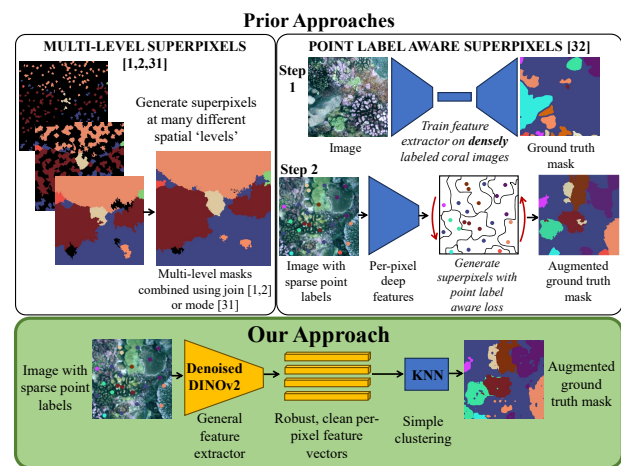 Prior Approaches
MULTI-LEVEL SUPERPIXELS
[1,2,31]
Generate superpixels
at many different
spatial ‘levels’
Multi-level masks
combined using join [1,2]
or mode [31]
POINT LABEL AWARE SUPERPIXELS [32]
Step
1
Image
Train feature
extractor on densely
labeled coral images
Ground truth
mask
Step 2
Image with
sparse point
labels
Per-pixel
deep
features
Generate
superpixels with
point label
aware loss
Augmented
ground truth
mask
Our Approach
Image with
sparse point
labels
Denoised
DINOv2
General
feature
extractor
Robust, clean per-
pixel feature
vectors
KNN
Simple
clustering
Augmented
ground
truth mask